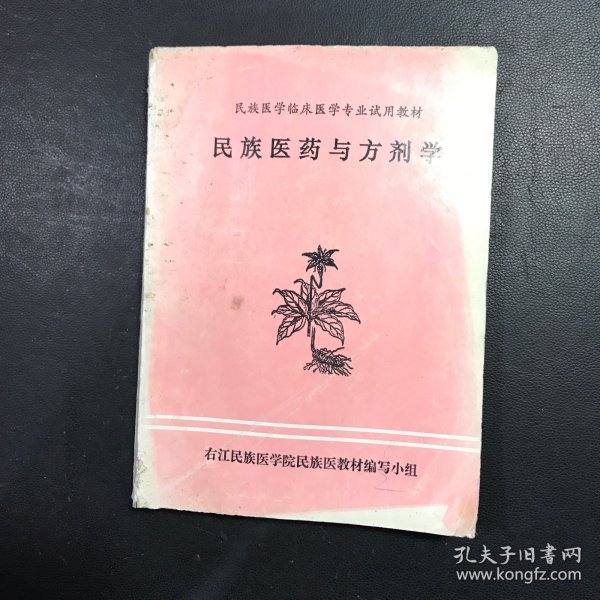 民族医学临床医学专业试用教材
民族医药与方剂学
右江民族医学院民族医教材编写小组
孔夫子旧书网
www.kongfz.com